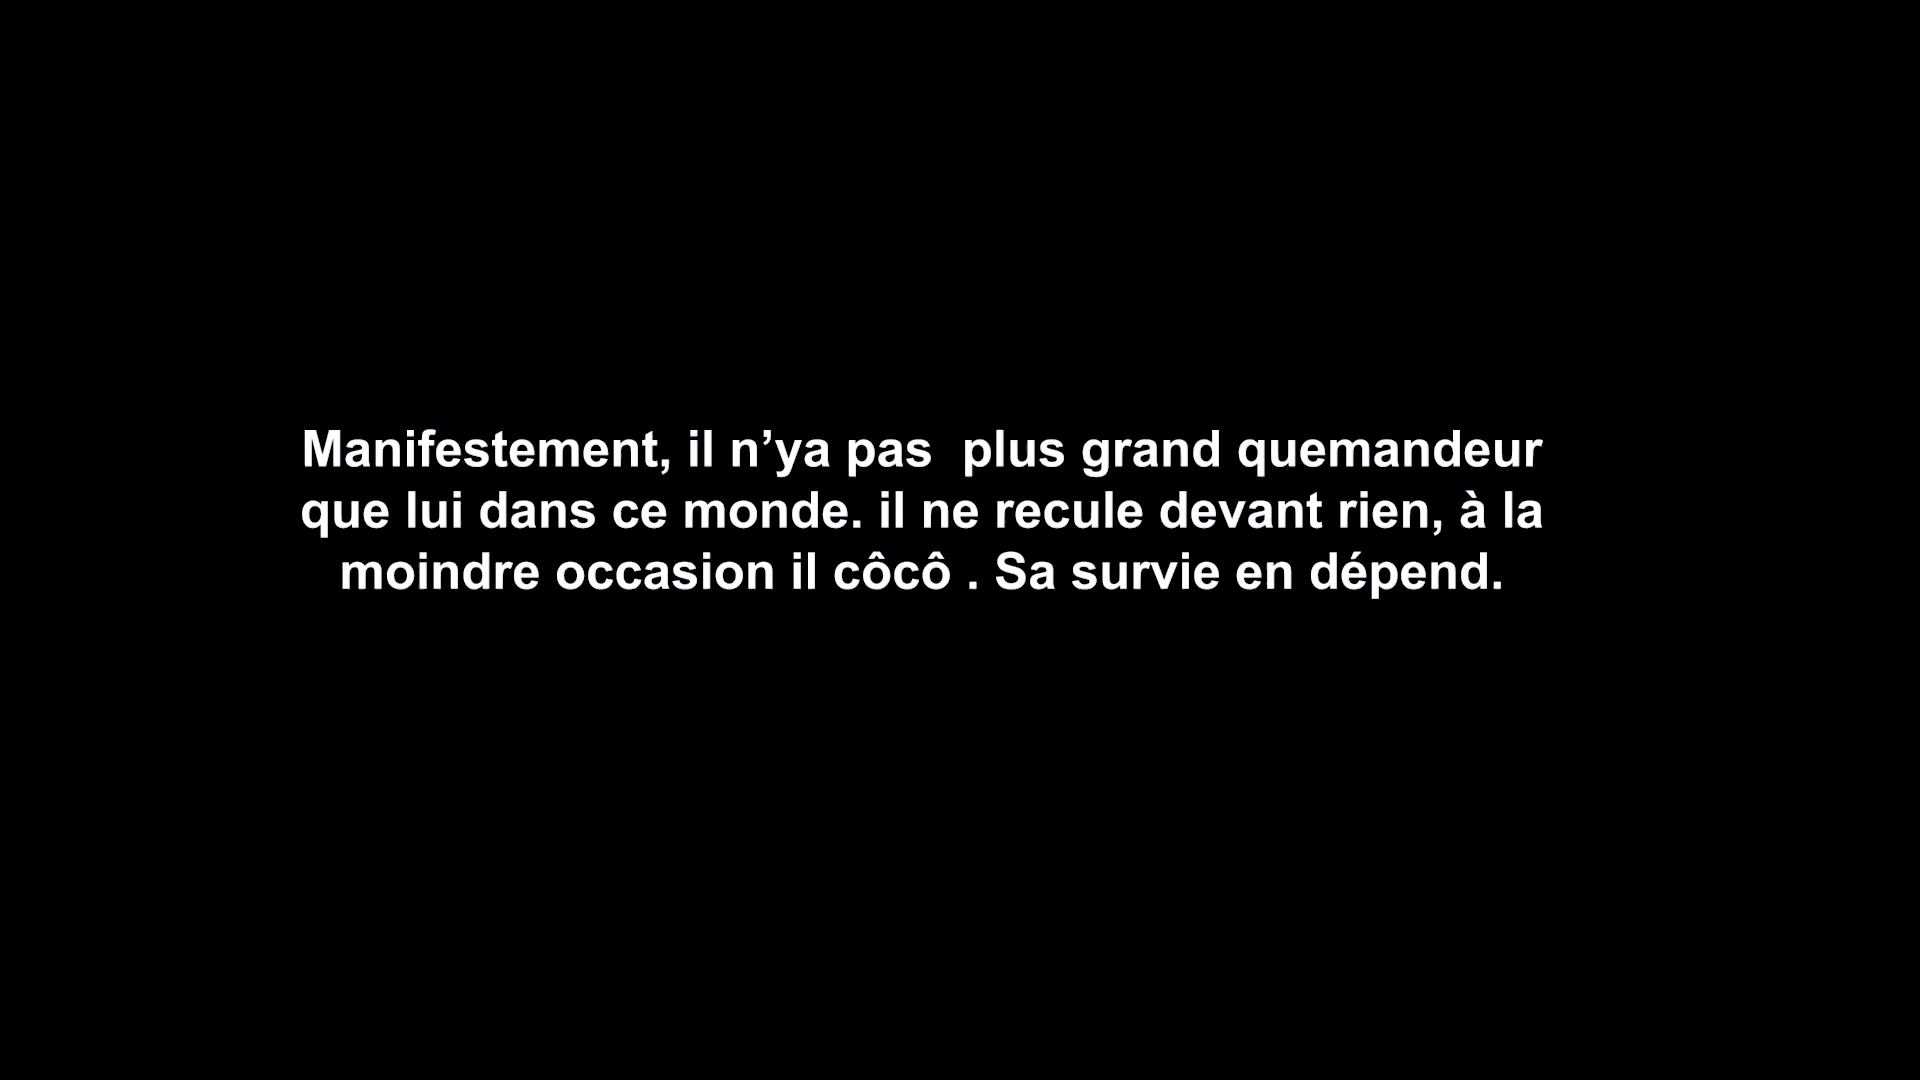 Manifestement, il n’ya pas  plus grand quemandeur
que lui dans ce monde. il ne recule devant rien, à la
moindre occasion il côcô . Sa survie en dépend.